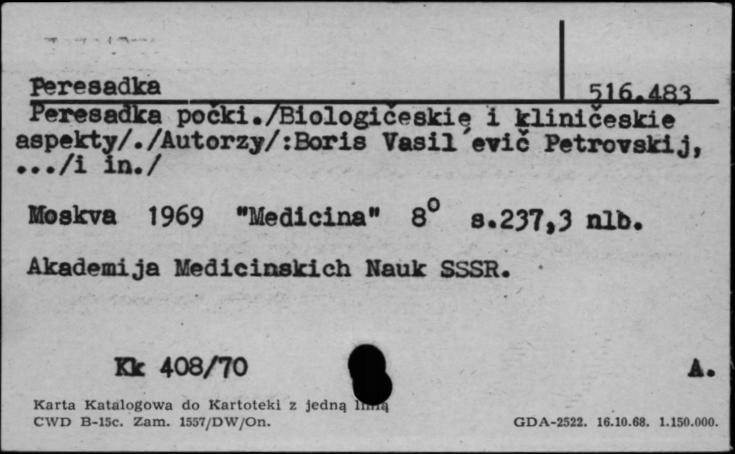 Peresadka
516.483
Peresadka počki./Biologičeskie i kliničeskie
aspekty/./Autorzy/:Boris Vasil´evič Petrovskij,
.../i in./
Moskva 1969 "Medicina" 8° s.237,3 nlb.
Akademija Medicinskich Nauk SSSR.
Kk 408/70
A.
Karta Katalogowa do Kartoteki z jedną linią
CWD B-15c. Zam. 1557/DW/On.
GDA-2522. 16.10.68. 1.150.000.